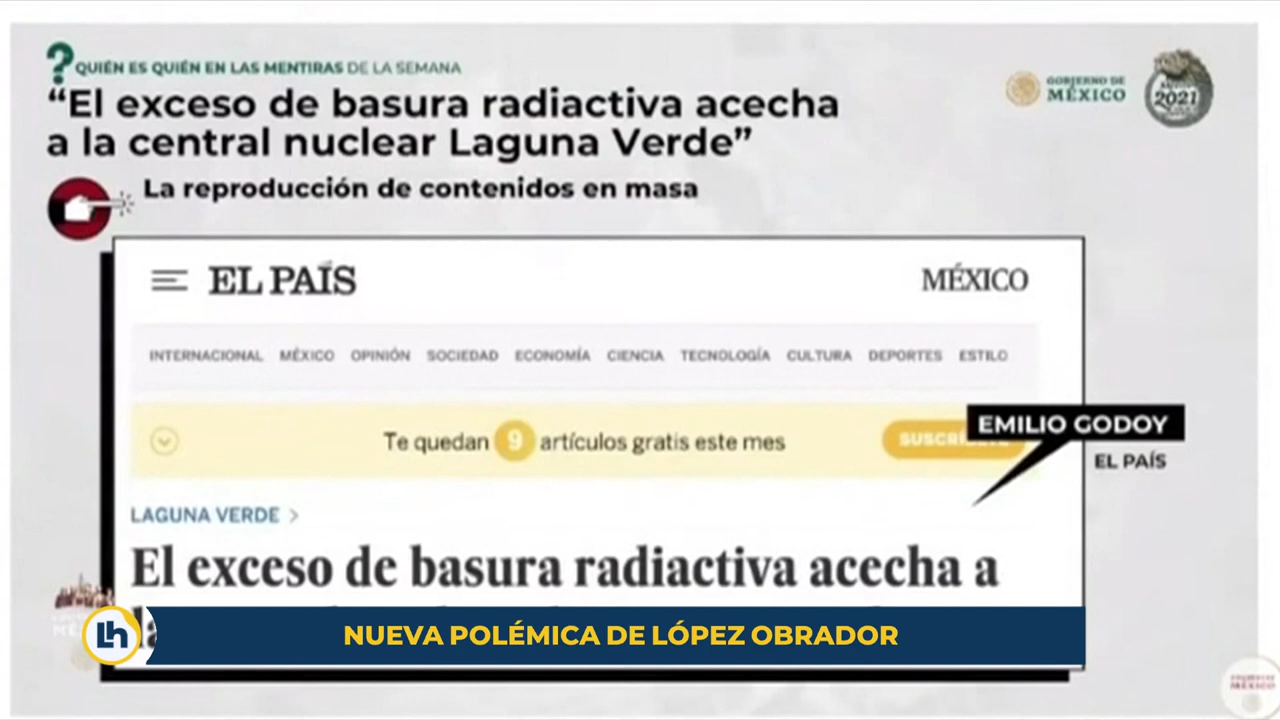 ?QUIÉN ES QUIÉN EN LAS MENTIRAS DE LA SEMANA
“El exceso de basura radiactiva acecha
a la central nuclear Laguna Verde”
La reproducción de contenidos en masa
GOBIERNO DE
MÉXICO
2021
EL PAÍS
MÉXICO
INTERNACIONAL MÉXICO OPINIÓN SOCIEDAD ECONOMÍA CIENCIA TECNOLOGÍA CULTURA DEPORTES ESTILO
Te quedan 9 artículos gratis este mes
EMILIO GODOY
EL PAÍS
LAGUNA VERDE >
El exceso de basura radiactiva acecha a
Lh
NUEVA POLÉMICA DE LÓPEZ OBRADOR
MÉXICO